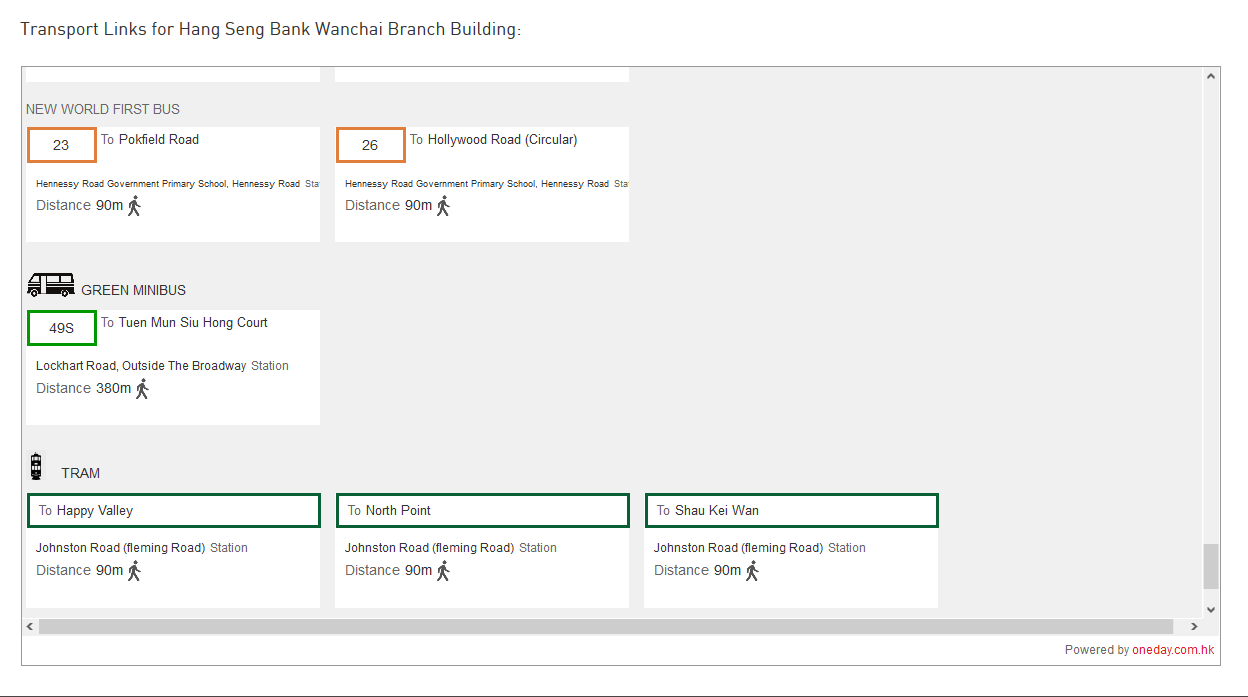 Transport Links for Hang Seng Bank Wanchai Branch Building:
NEW WORLD FIRST BUS
23 To Pokfield Road
Hennessy Road Government Primary School, Hennessy Road Sta
Distance 90m
26 To Hollywood Road (Circular)
Hennessy Road Government Primary School, Hennessy Road Sta
Distance 90m
GREEN MINIBUS
49S To Tuen Mun Siu Hong Court
Lockhart Road, Outside The Broadway Station
Distance 380m
TRAM
To Happy Valley
Johnston Road (fleming Road) Station
Distance 90m
To North Point
Johnston Road (fleming Road) Station
Distance 90m
To Shau Kei Wan
Johnston Road (fleming Road) Station
Distance 90m
Powered by oneday.com.hk